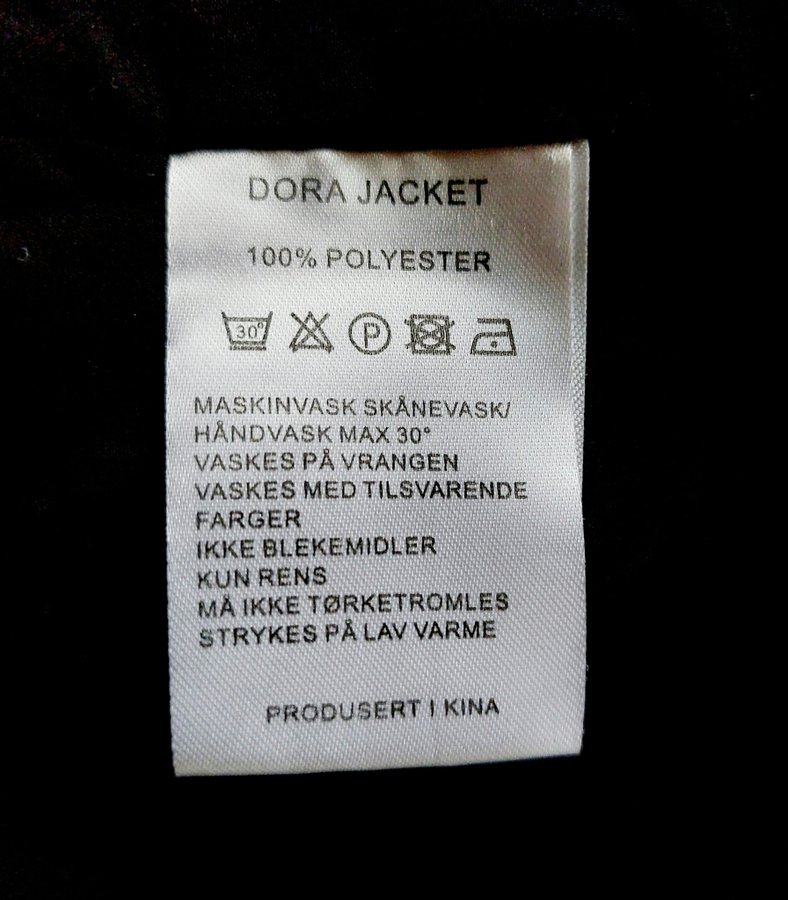 DORA JACKET
100% POLYESTER
30° P
MASKINVASK SKÅNEVASK/
HÅNDVASK MAX 30°
VASKES PÅ VRANGEN
VASKES MED TILSVARENDE
FARGER
IKKE BLEKEMIDLER
KUN RENS
MÅ IKKE TØRKETROMLES
STRYKES PÅ LAV VARME
PRODUSERT I KINA